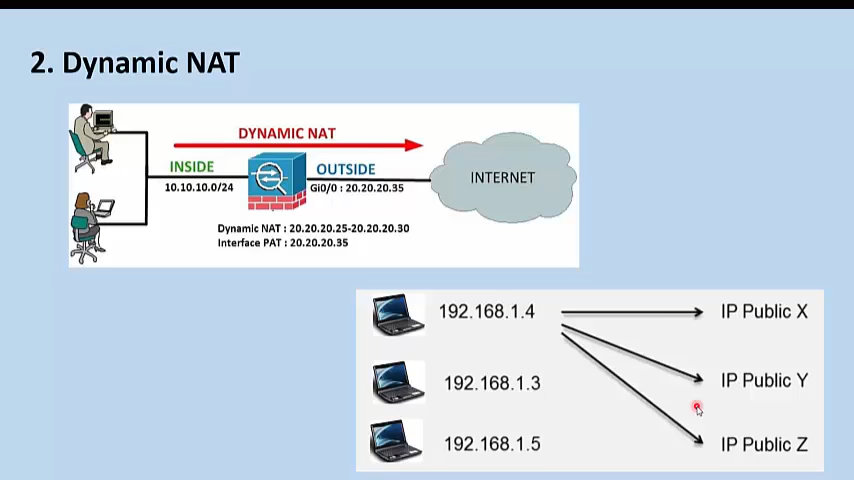 2. Dynamic NAT
DYNAMIC NAT
INSIDE
OUTSIDE
10.10.10.0/24
Gi0/0 : 20.20.20.35
INTERNET
Dynamic NAT : 20.20.20.25-20.20.20.30
Interface PAT : 20.20.20.35
192.168.1.4
IP Public X
192.168.1.3
IP Public Y
192.168.1.5
IP Public Z